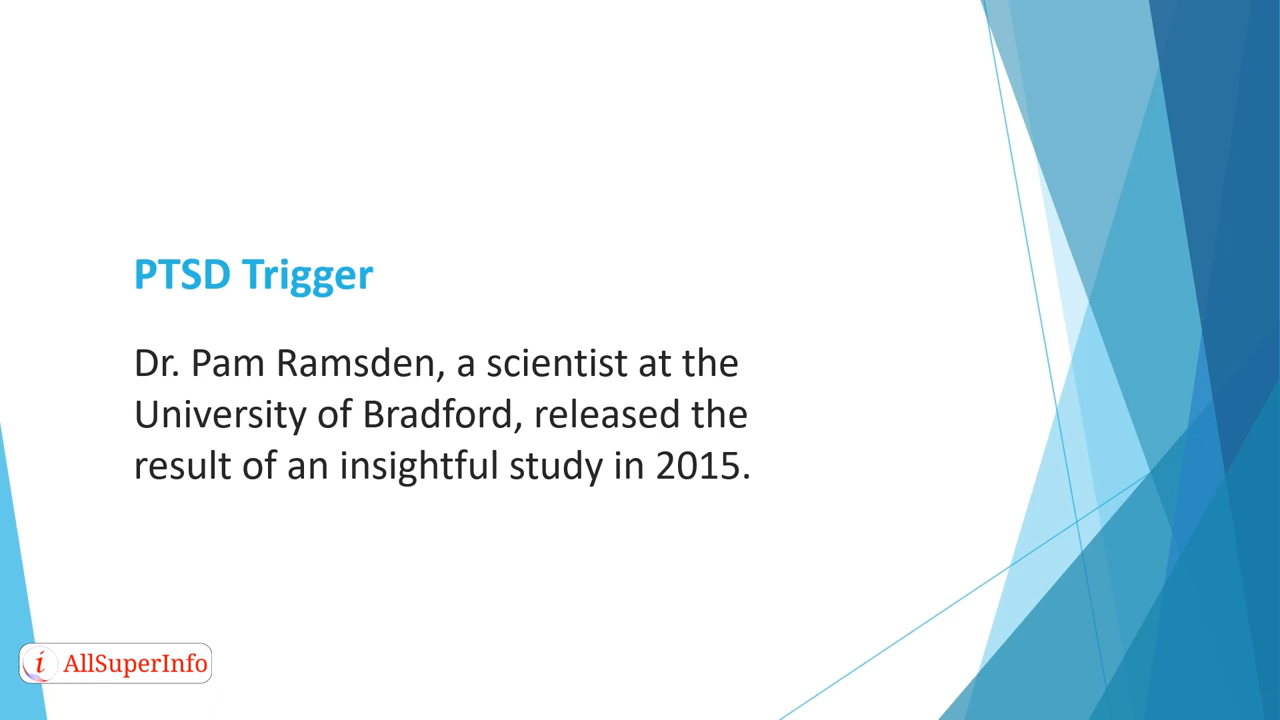 PTSD Trigger
Dr. Pam Ramsden, a scientist at the
University of Bradford, released the
result of an insightful study in 2015.
i AllSuperInfo